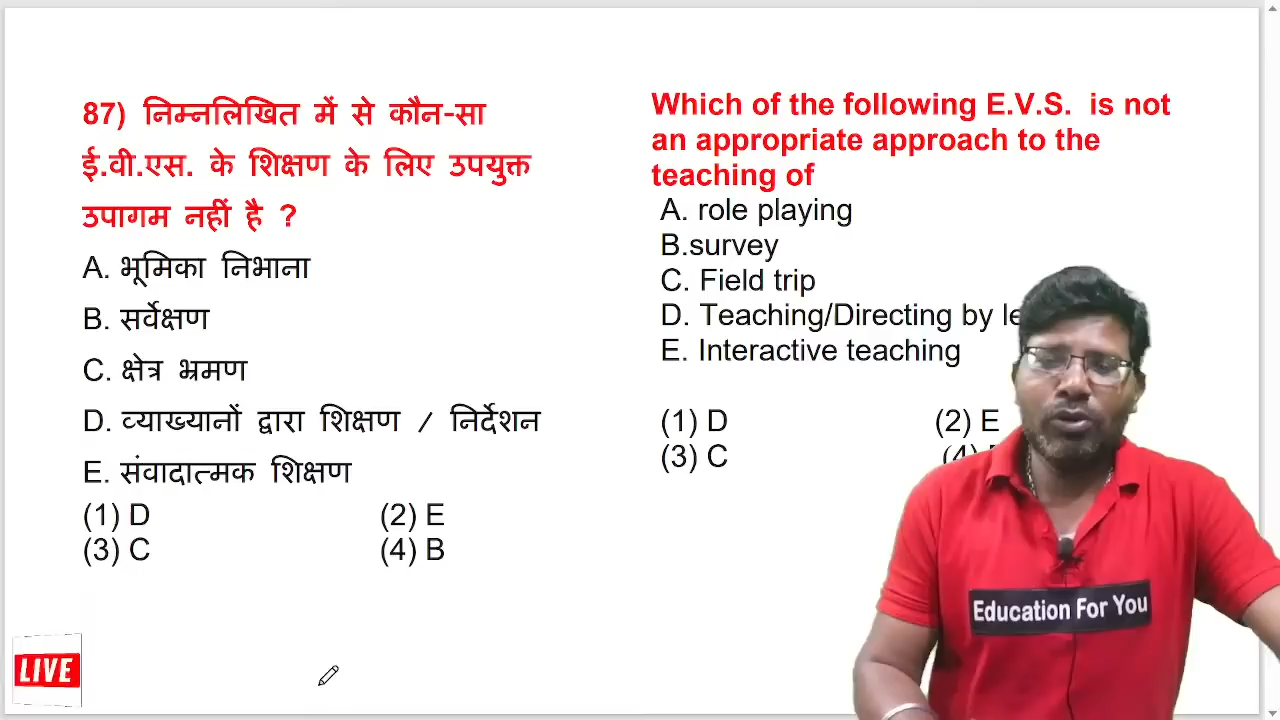 87) निम्नलिखित में से कौन-सा
ई.वी.एस. के शिक्षण के लिए उपयुक्त
उपागम नहीं है ?
A. भूमिका निभाना
B. सर्वेक्षण
C. क्षेत्र भ्रमण
D. व्याख्यानों द्वारा शिक्षण / निर्देशन
E. संवादात्मक शिक्षण
(1) D (2) E
(3) C (4) B
Which of the following E.V.S. is not
an appropriate approach to the
teaching of
A. role playing
B.survey
C. Field trip
D. Teaching/Directing by
E. Interactive teaching
(1) D (2) E
(3) C (4)
Education For You
LIVE